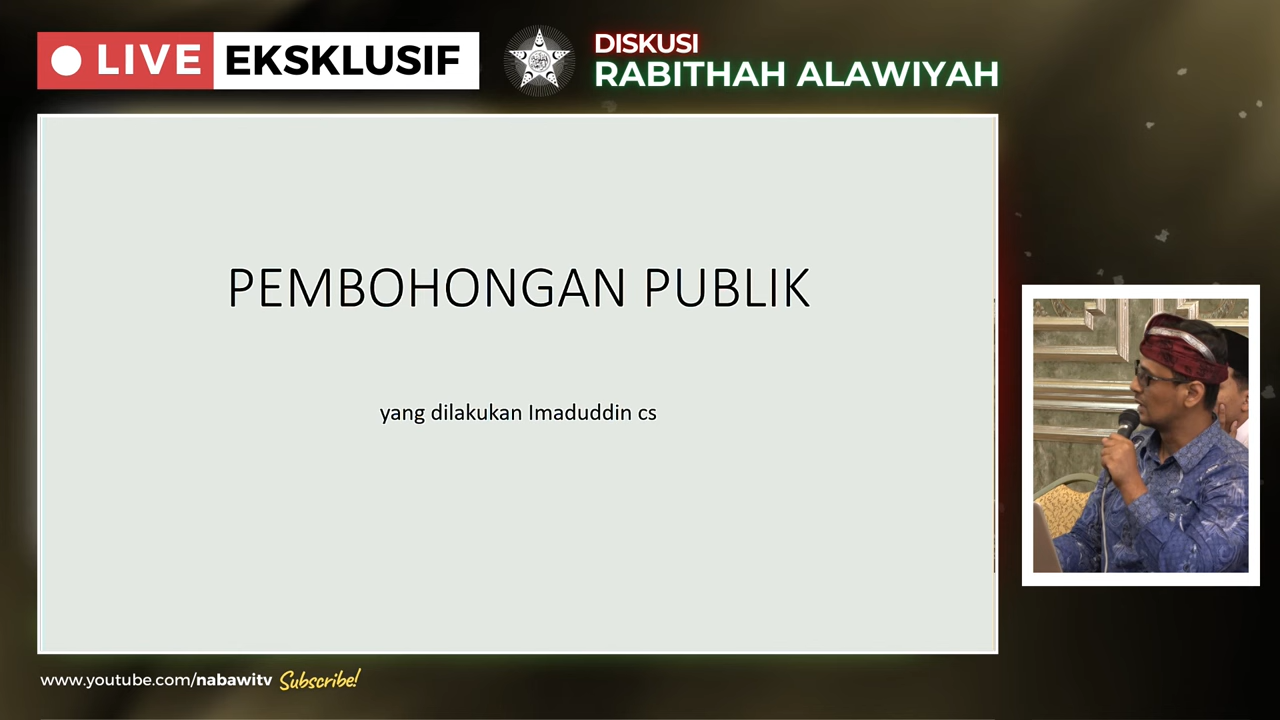 LIVE EKSKLUSIF
DISKUSI
RABITHAH ALAWIYAH
PEMBOHONGAN PUBLIK
yang dilakukan Imaduddin cs
www.youtube.com/nabawitv Subscribe!